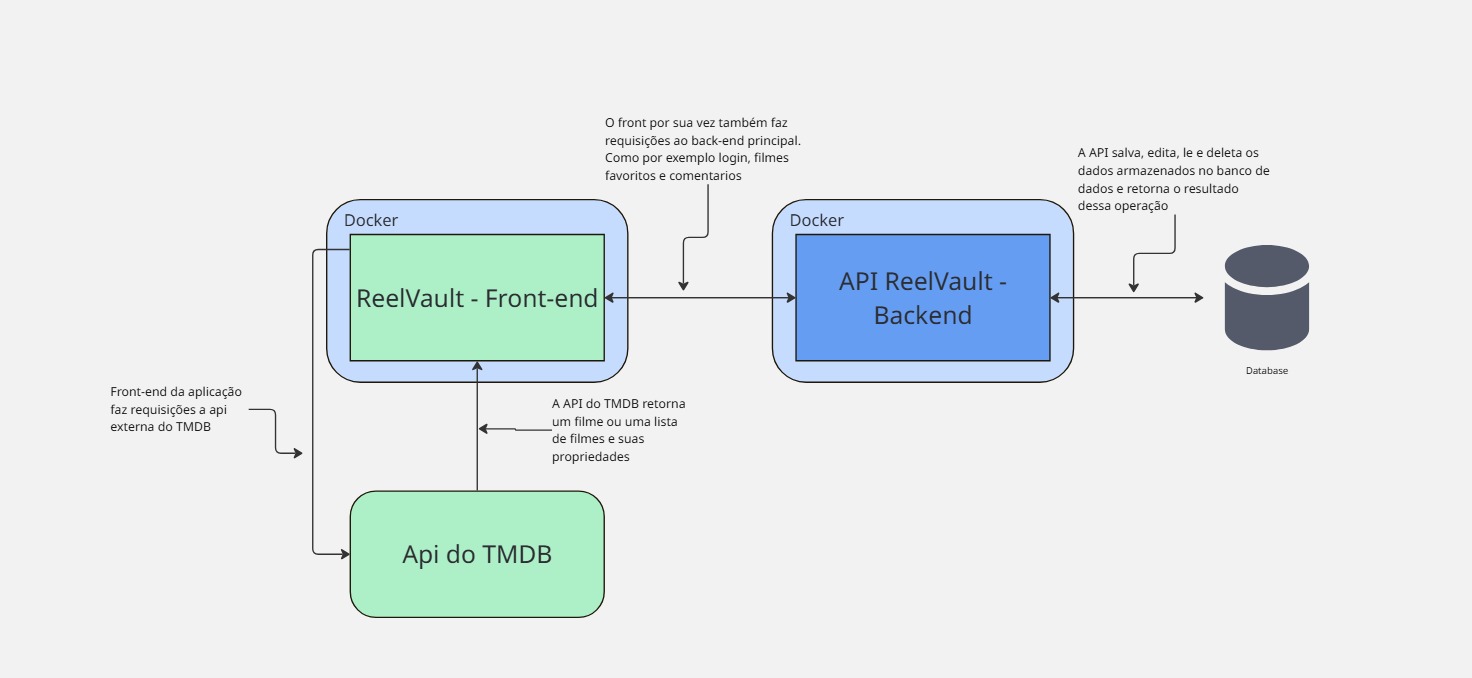 O front por sua vez também faz
requisições ao back-end principal.
Como por exemplo login, filmes
favoritos e comentarios
A API salva, edita, le e deleta os
dados armazenados no banco de
dados e retorna o resultado
dessa operação
Docker
ReelVault - Front-end
Docker
API ReelVault -
Backend
Database
Front-end da aplicação
faz requisições a api
externa do TMDB
A API do TMDB retorna
um filme ou uma lista
de filmes e suas
propriedades
Api do TMDB